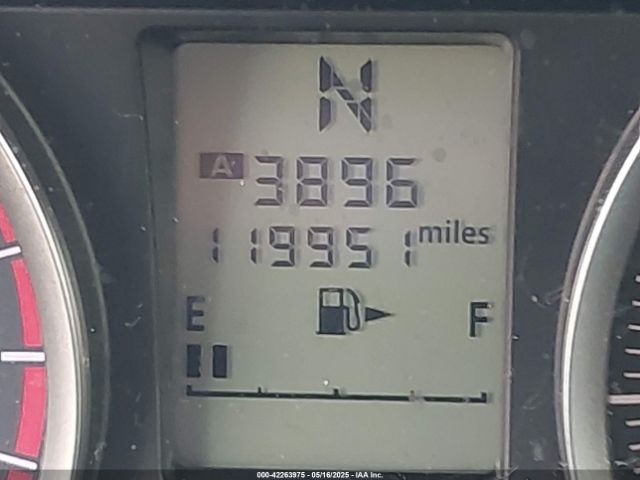 N
A 3896
119951 miles
E F
000-42263975 - 05/16/2025 - IAA Inc.